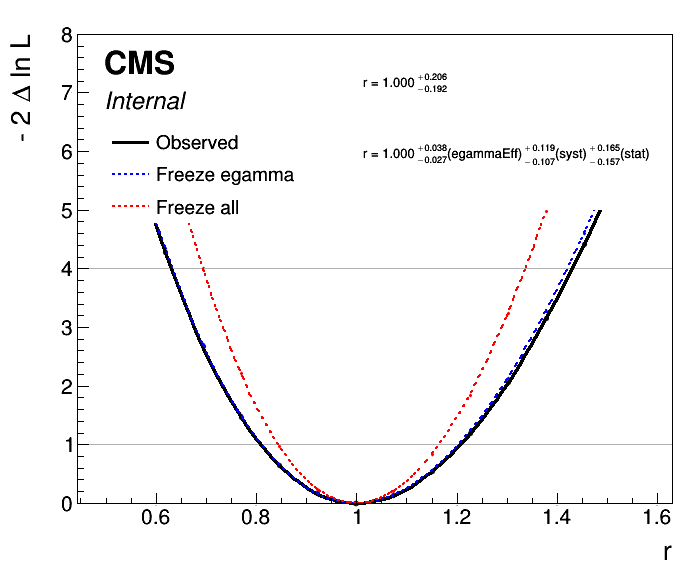 - 2 Δ ln L
8
7
6
5
4
3
2
1
0
CMS
Internal
Observed
Freeze egamma
Freeze all
r = 1.000 +0.206 −0.192
r = 1.000 +0.038 −0.027(egammaEff) +0.119 −0.107(syst) +0.165 −0.157(stat)
0.6 0.8 1 1.2 1.4 1.6
r